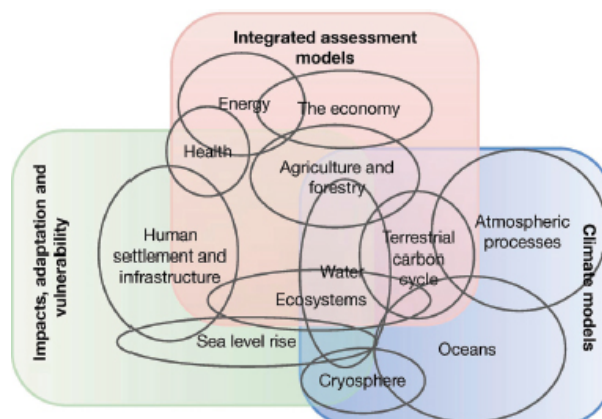 Integrated assessment
models
Energy
The economy
Health
Agriculture and
forestry
Impacts, adaptation and
vulnerability
Human
settlement and
infrastructure
Water
Terrestrial
carbon
cycle
Atmospheric
processes
Climate models
Ecosystems
Sea level rise
Oceans
Cryosphere